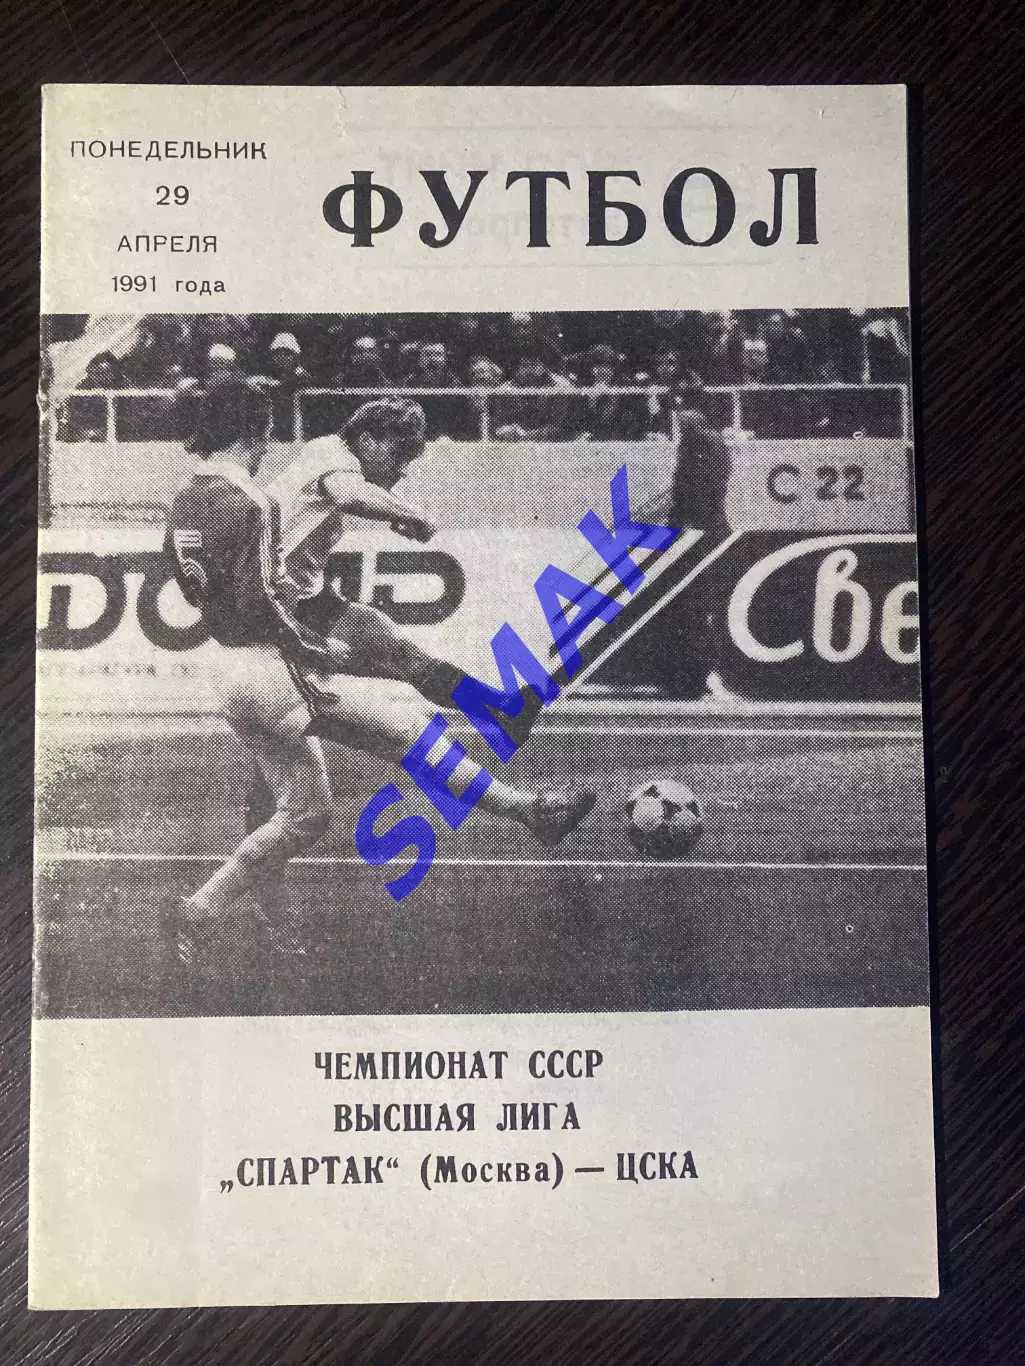 ПОНЕДЕЛЬНИК
29
АПРЕЛЯ
1991 года
ФУТБОЛ
С 22
Све
SEMAK
ЧЕМПИОНАТ СССР
ВЫСШАЯ ЛИГА
„СПАРТАК“ (Москва) — ЦСКА